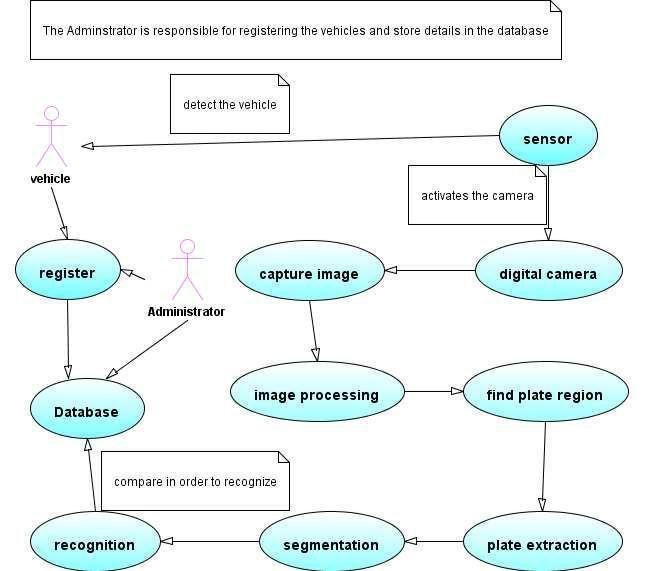 The Adminstrator is responsible for registering the vehicles and store details in the database
detect the vehicle
sensor
vehicle
activates the camera
register
capture image
digital camera
Administrator
image processing
find plate region
Database
compare in order to recognize
recognition
segmentation
plate extraction